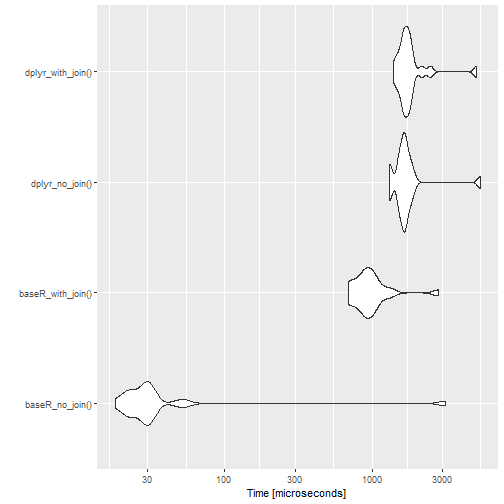 dplyr_with_join()
dplyr_no_join()
baseR_with_join()
baseR_no_join()
30 100 300 1000 3000
Time [microseconds]